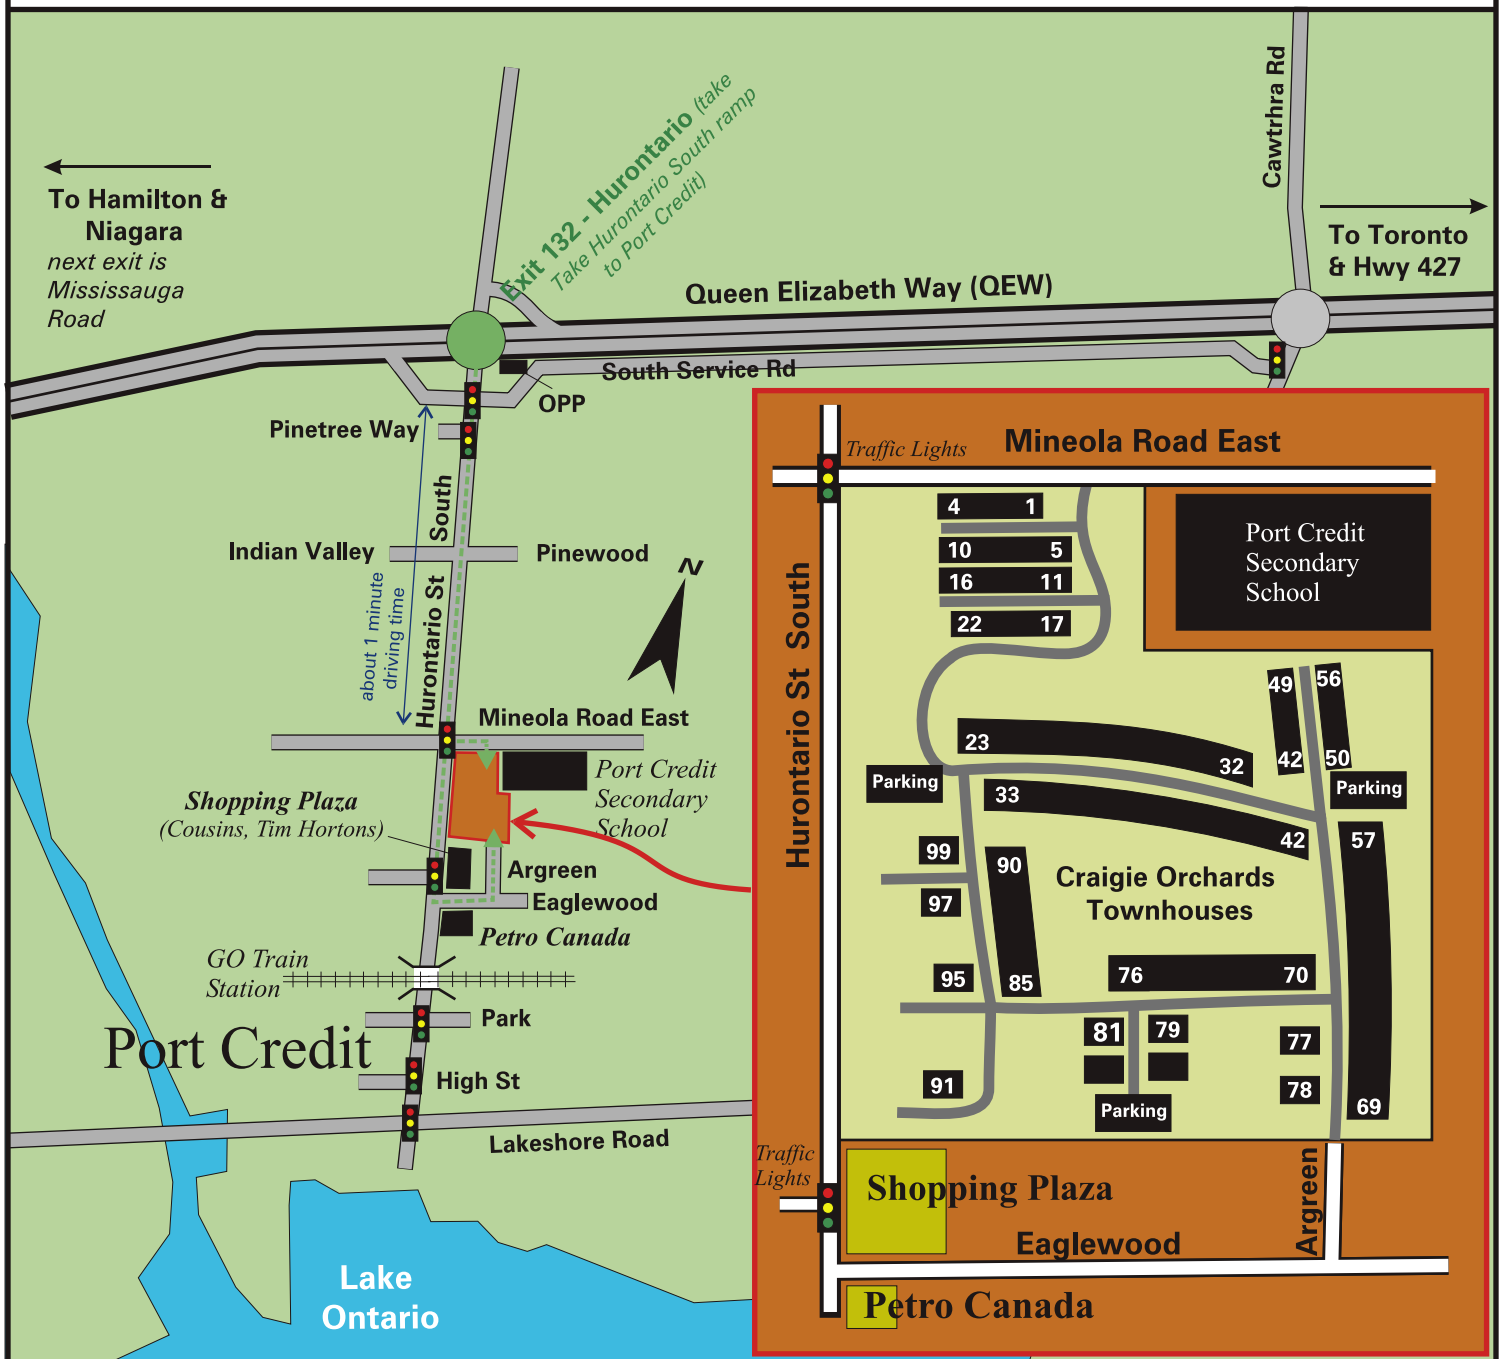 Cawtrhra Rd
To Hamilton &
Niagara
next exit is
Mississauga
Road
Exit 132 - Hurontario (take
Take Hurontario South ramp
to Port Credit)
To Toronto
& Hwy 427
Queen Elizabeth Way (QEW)
South Service Rd
OPP
Pinetree Way
Hurontario St South
Indian Valley
Pinewood
about 1 minute
driving time
N
Mineola Road East
Port Credit
Secondary
School
Shopping Plaza
(Cousins, Tim Hortons)
Argreen
Eaglewood
Petro Canada
GO Train
Station
Park
Port Credit
High St
Lakeshore Road
Lake
Ontario
Traffic Lights
Mineola Road East
Hurontario St South
4 1
10 5
16 11
22 17
Port Credit
Secondary
School
49 56
42 50
23 32
Parking
Parking
33 42
57
99
90
97
Craigie Orchards
Townhouses
95
85
76 70
81 79
77
91
78
69
Parking
Traffic
Lights
Shopping Plaza
Argreen
Eaglewood
Petro Canada